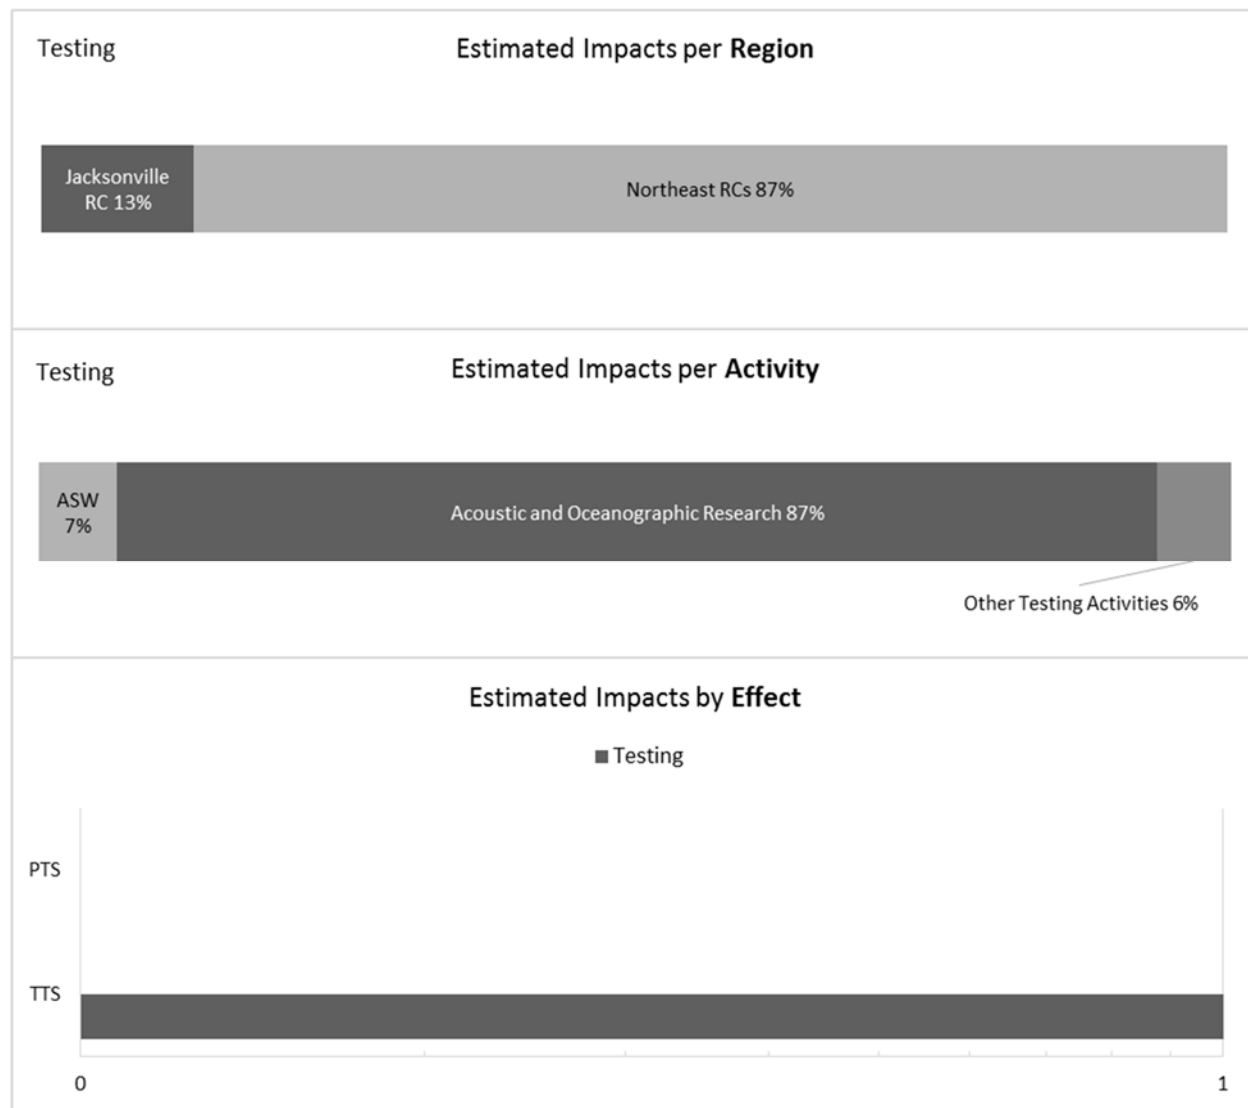 Testing
Estimated Impacts per Region
Jacksonville
RC 13%
Northeast RCs 87%
Testing
Estimated Impacts per Activity
ASW
7%
Acoustic and Oceanographic Research 87%
Other Testing Activities 6%
Estimated Impacts by Effect
Testing
PTS
TTS
0
1